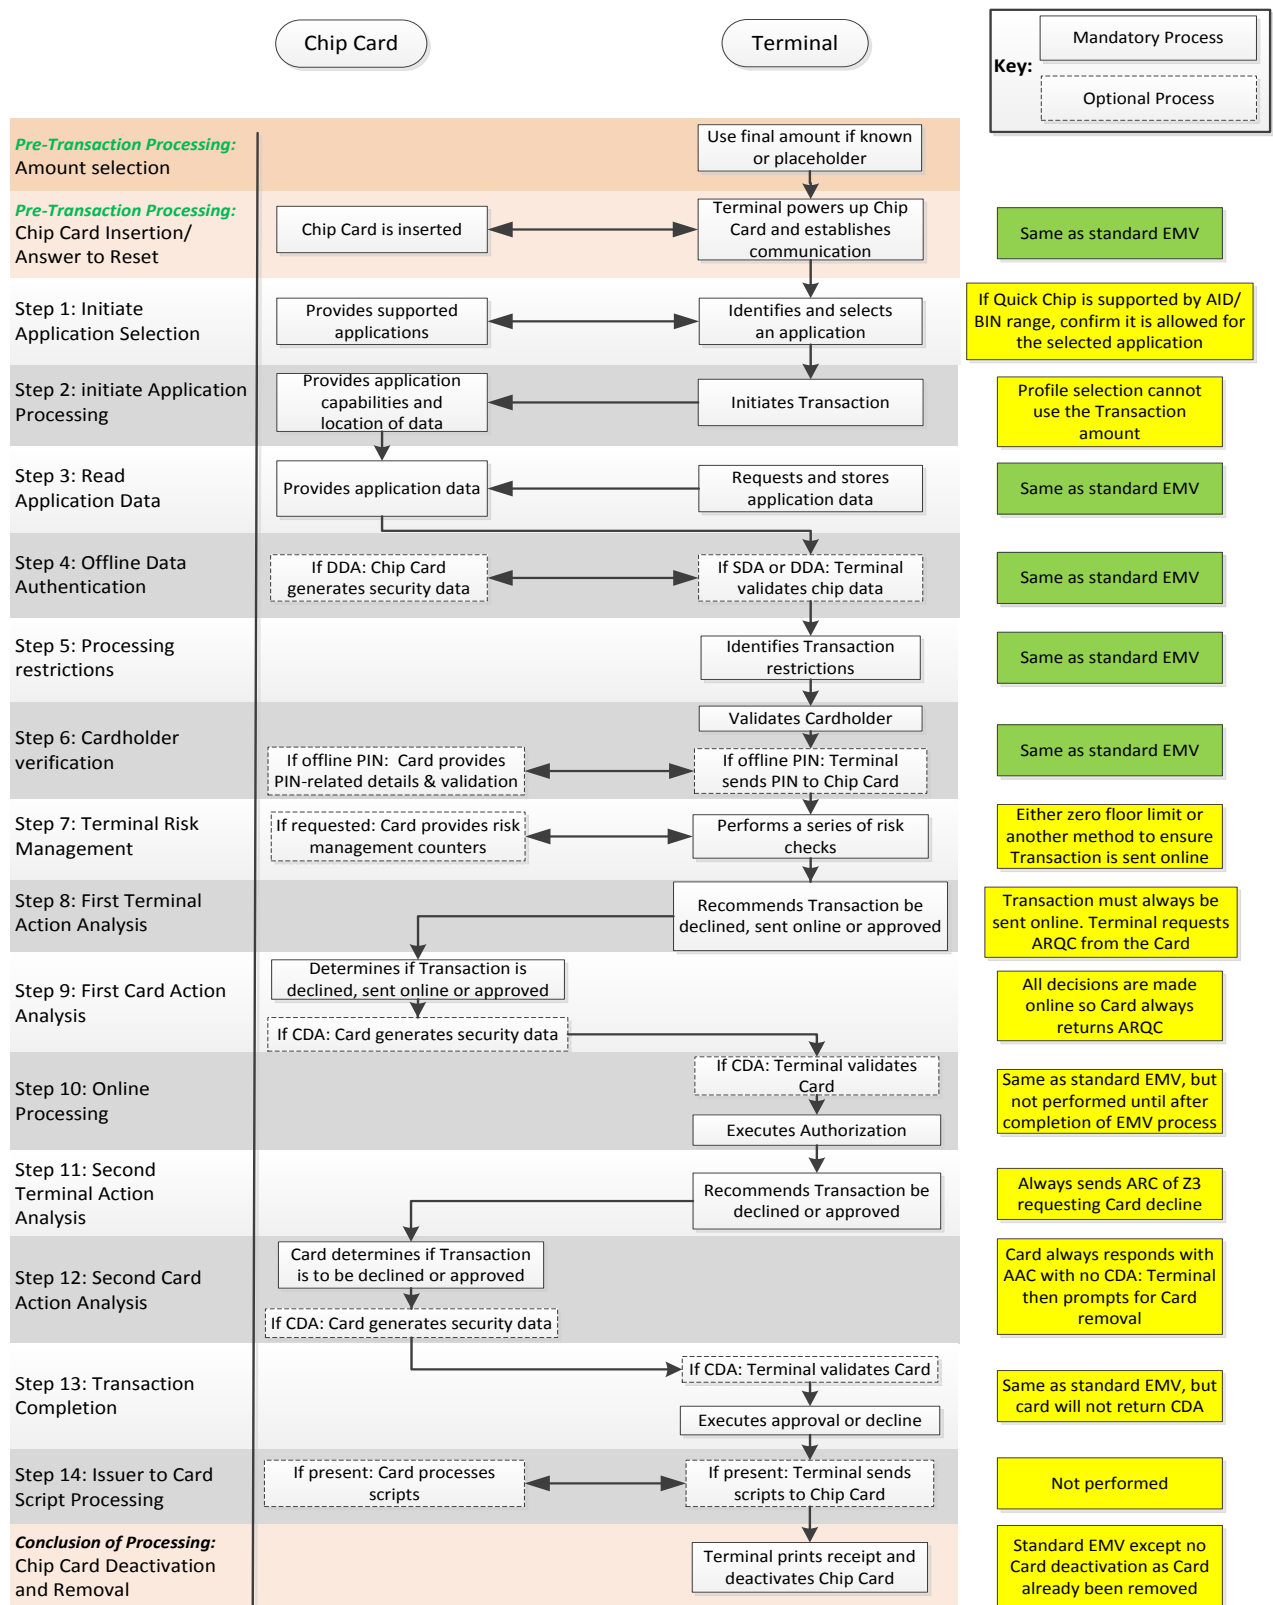 Chip Card
Terminal
Key:
Mandatory Process
Optional Process
Pre-Transaction Processing:
Amount selection
Use final amount if known
or placeholder
Pre-Transaction Processing:
Chip Card Insertion/
Answer to Reset
Chip Card is inserted
Terminal powers up Chip
Card and establishes
communication
Same as standard EMV
Step 1: Initiate
Application Selection
Provides supported
applications
Identifies and selects
an application
If Quick Chip is supported by AID/
BIN range, confirm it is allowed for
the selected application
Step 2: initiate Application
Processing
Provides application
capabilities and
location of data
Initiates Transaction
Profile selection cannot
use the Transaction
amount
Step 3: Read
Application Data
Provides application data
Requests and stores
application data
Same as standard EMV
Step 4: Offline Data
Authentication
If DDA: Chip Card
generates security data
If SDA or DDA: Terminal
validates chip data
Same as standard EMV
Step 5: Processing
restrictions
Identifies Transaction
restrictions
Same as standard EMV
Step 6: Cardholder
verification
Validates Cardholder
If offline PIN:  Card provides
PIN-related details & validation
If offline PIN: Terminal
sends PIN to Chip Card
Same as standard EMV
Step 7: Terminal Risk
Management
If requested: Card provides risk
management counters
Performs a series of risk
checks
Either zero floor limit or
another method to ensure
Transaction is sent online
Step 8: First Terminal
Action Analysis
Recommends Transaction be
declined, sent online or approved
Transaction must always be
sent online. Terminal requests
ARQC from the Card
Step 9: First Card Action
Analysis
Determines if Transaction is
declined, sent online or approved
If CDA: Card generates security data
All decisions are made
online so Card always
returns ARQC
Step 10: Online
Processing
If CDA: Terminal validates
Card
Executes Authorization
Same as standard EMV, but
not performed until after
completion of EMV process
Step 11: Second
Terminal Action
Analysis
Recommends Transaction be
declined or approved
Always sends ARC of Z3
requesting Card decline
Step 12: Second Card
Action Analysis
Card determines if Transaction
is to be declined or approved
If CDA: Card generates security data
Card always responds with
AAC with no CDA: Terminal
then prompts for Card
removal
Step 13: Transaction
Completion
If CDA: Terminal validates Card
Executes approval or decline
Same as standard EMV, but
card will not return CDA
Step 14: Issuer to Card
Script Processing
If present: Card processes
scripts
If present: Terminal sends
scripts to Chip Card
Not performed
Conclusion of Processing:
Chip Card Deactivation
and Removal
Terminal prints receipt and
deactivates Chip Card
Standard EMV except no
Card deactivation as Card
already been removed